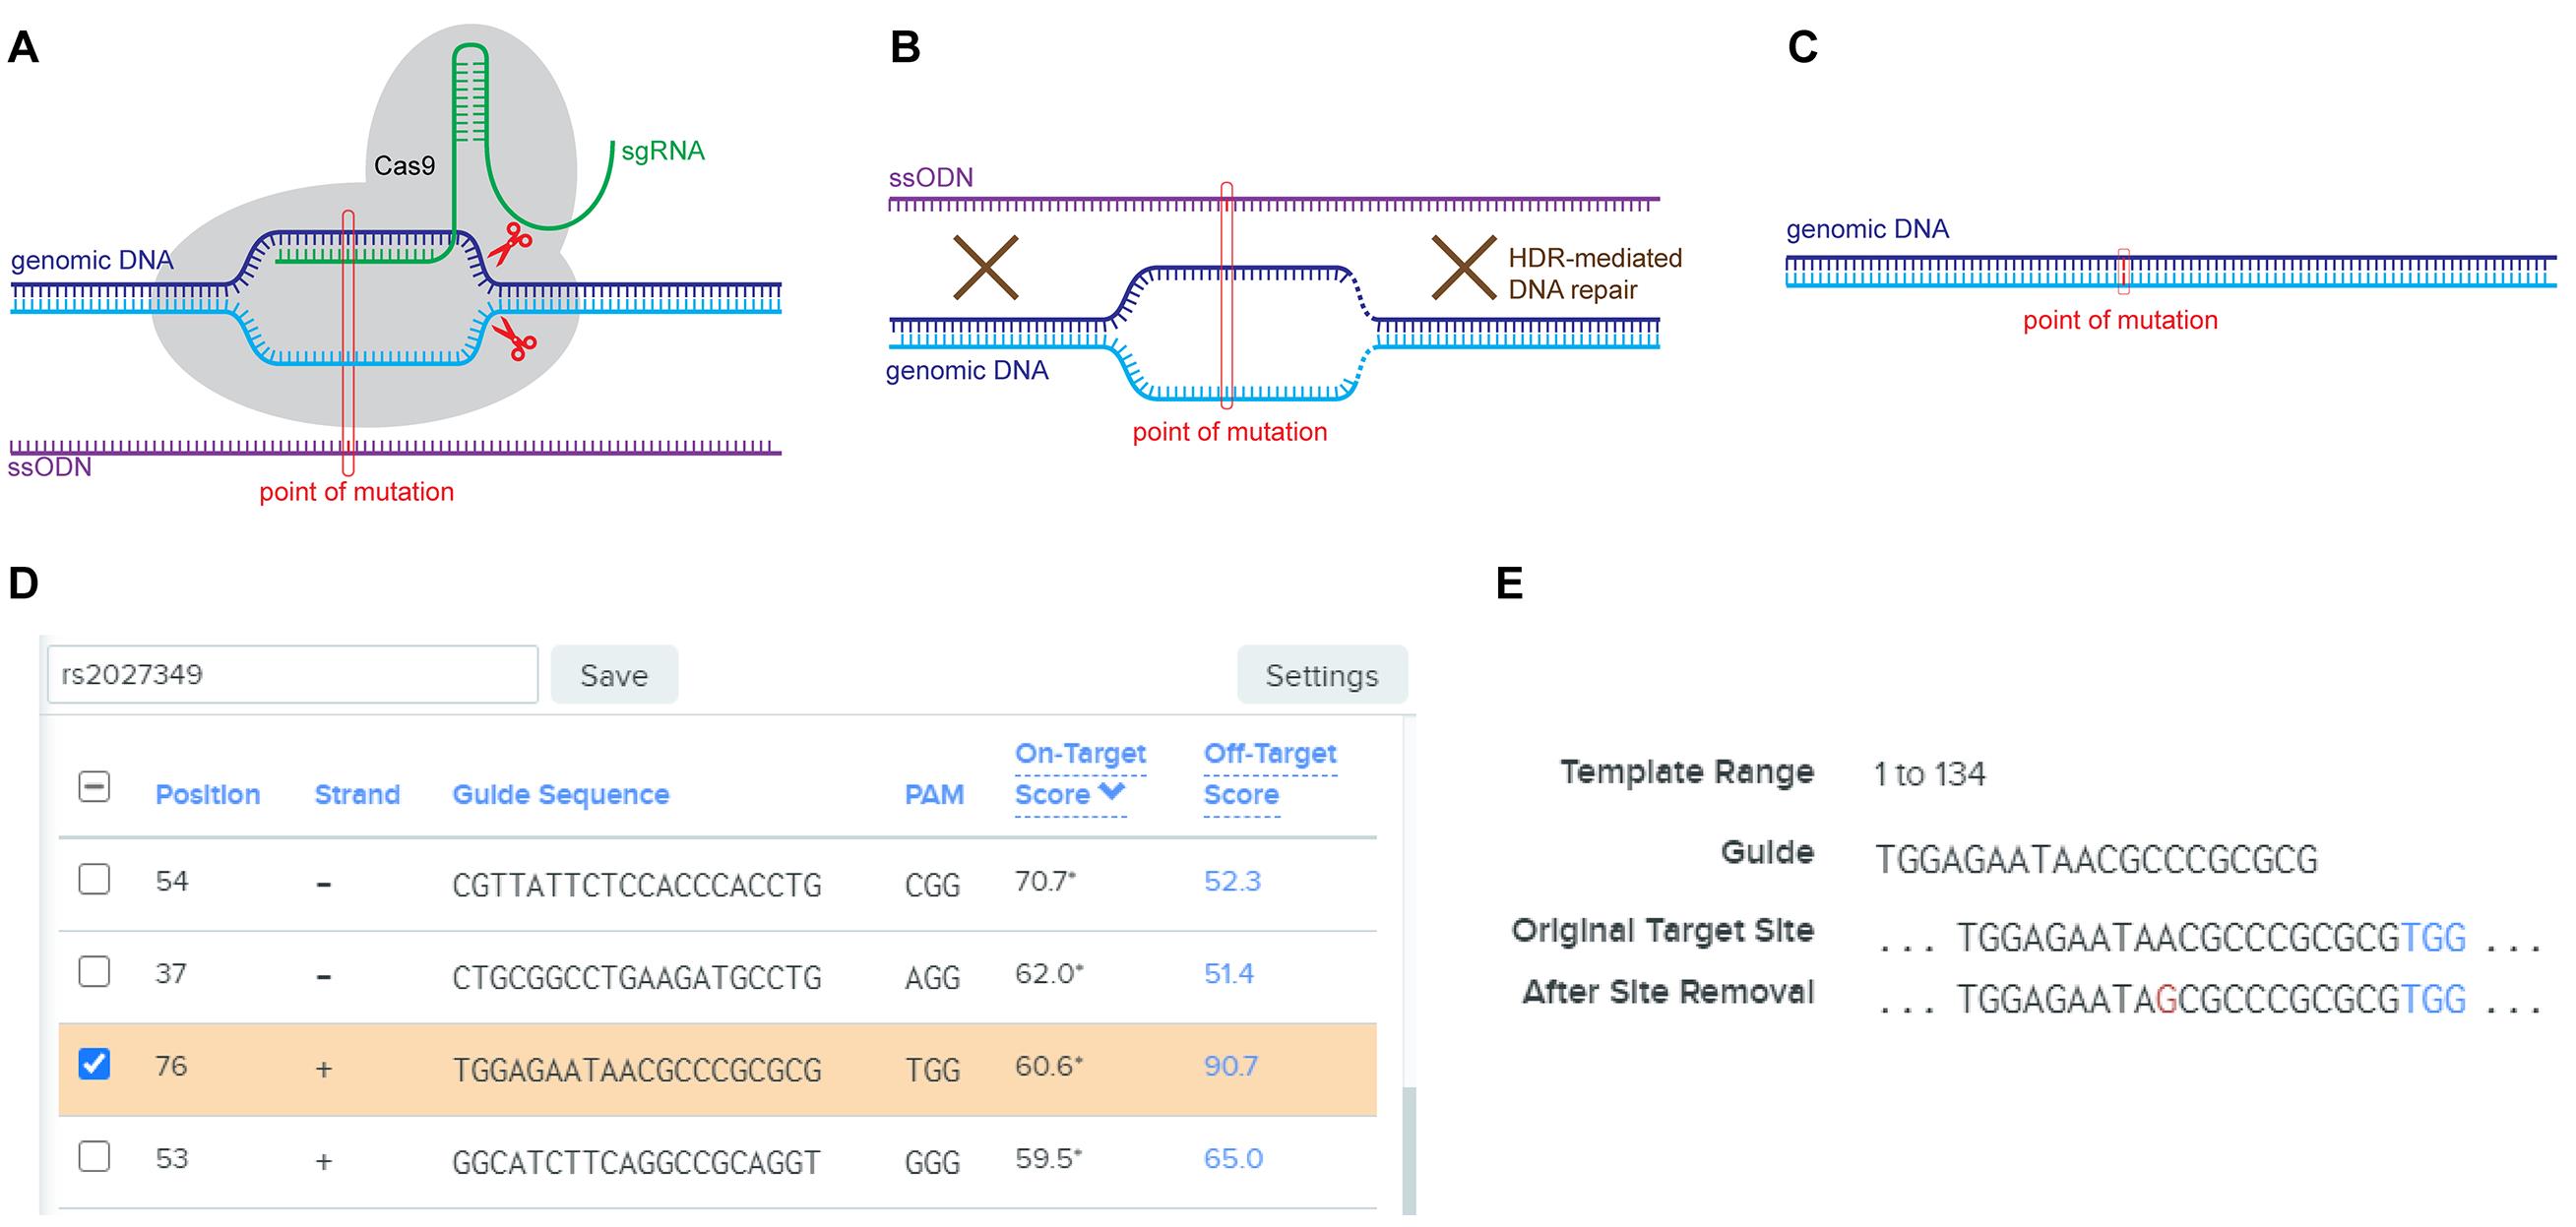 A
Cas9
sgRNA
genomic DNA
ssODN
point of mutation
B
ssODN
HDR-mediated
DNA repair
genomic DNA
point of mutation
C
genomic DNA
point of mutation
D
rs2027349 Save Settings
Position Strand Guide Sequence PAM On-Target Score Off-Target Score
54 - CGTTATTCTCCACCCACCTG CGG 70.7* 52.3
37 - CTGCGGCCTGAAGATGCCTG AGG 62.0* 51.4
76 + TGGAGAATAACGCCCGCGCG TGG 60.6* 90.7
53 + GGCATCTTCAGGCCGCAGGT GGG 59.5* 65.0
E
Template Range 1 to 134
Guide TGGAGAATAACGCCCGCGCG
Original Target Site ... TGGAGAATAACGCCCGCGCGTGG ...
After Site Removal ... TGGAGAATAGCGCCCGCGCGTGG ...